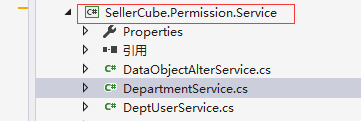 C# SellerCube.Permission.Service
Properties
引用
C# DataObjectAlterService.cs
C# DepartmentService.cs
C# DeptUserService.cs